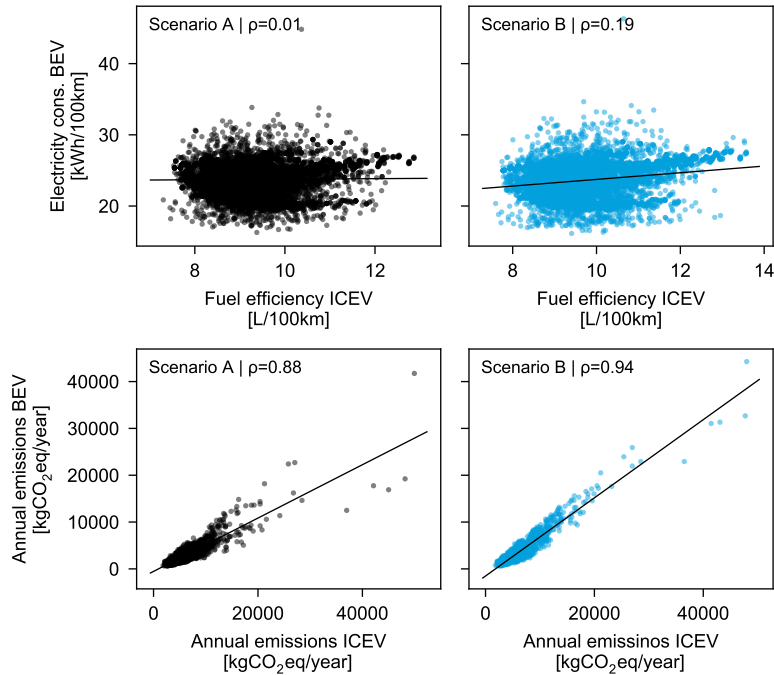 Scenario A | ρ=0.01
Scenario B | ρ=0.19
Electricity cons. BEV
[kWh/100km]
40
30
20
8
10
12
8
10
12
14
Fuel efficiency ICEV
[L/100km]
Fuel efficiency ICEV
[L/100km]
Scenario A | ρ=0.88
Scenario B | ρ=0.94
Annual emissions BEV
[kgCO₂eq/year]
40000
30000
20000
10000
0
0
20000
40000
0
20000
40000
Annual emissions ICEV
[kgCO₂eq/year]
Annual emissinos ICEV
[kgCO₂eq/year]